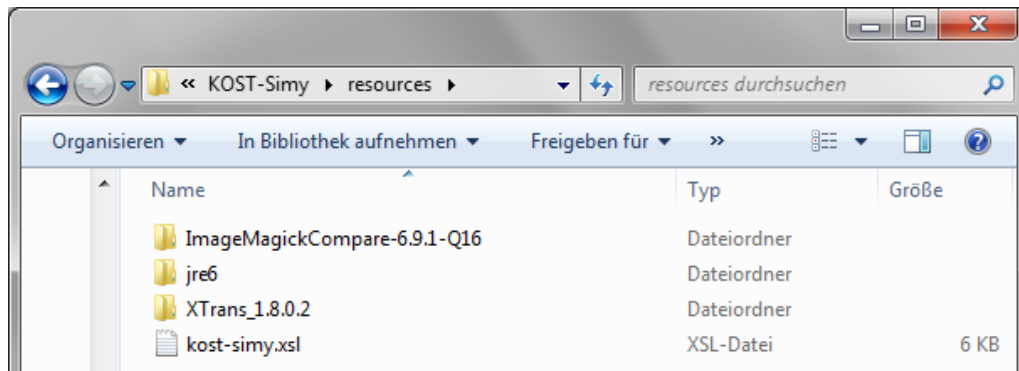 « KOST-Simy resources resources durchsuchen
Organisieren In Bibliothek aufnehmen Freigeben für »
Name Typ Größe
ImageMagickCompare-6.9.1-Q16 Dateiordner
jre6 Dateiordner
XTrans_1.8.0.2 Dateiordner
kost-simy.xsl XSL-Datei 6 KB